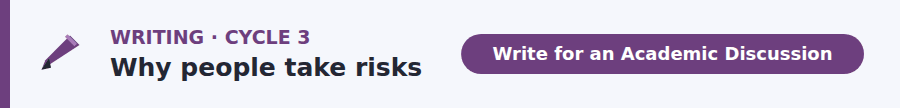 WRITING · CYCLE 3
Why people take risks
Write for an Academic Discussion